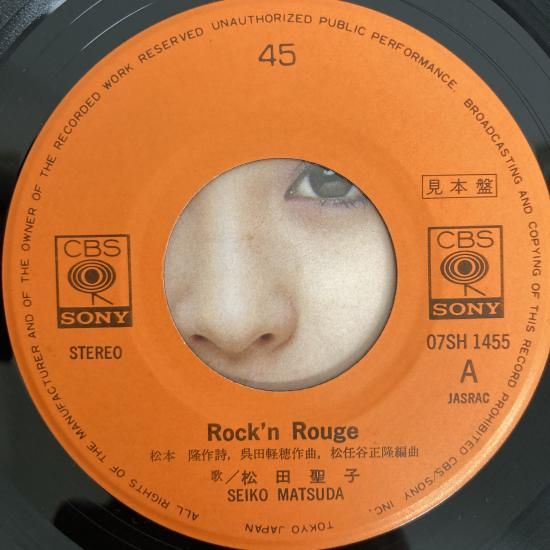 ALL RIGHTS OF THE MANUFACTURER AND OF THE OWNER OF THE RECORDED WORK RESERVED UNAUTHORIZED PUBLIC PERFORMANCE. BROADCASTING AND COPYING OF THIS RECORD PROHIBITED CBS/SONY INC. TOKYO JAPAN
45
見本盤
CBS
SONY
STEREO
CBS
SONY
07SH 1455
A
JASRAC
Rock'n Rouge
松本 隆作詩, 呉田軽穂作曲, 松任谷正隆編曲
歌/松田聖子
SEIKO MATSUDA